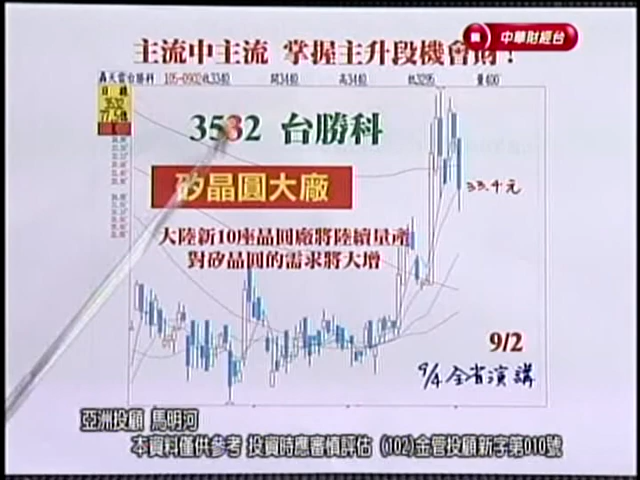 中華財經台
主流中主流 掌握主升段機會財!
日線
3532
3532 台勝科
矽晶圓大廠
大陸新10座晶圓廠將陸續量產
對矽晶圓的需求將大增
33.4元
9/2
9/4 全省演講
亞洲投顧 馬明河
本資料僅供參考 投資時應審慎評估 (102)金管投顧新字第010號